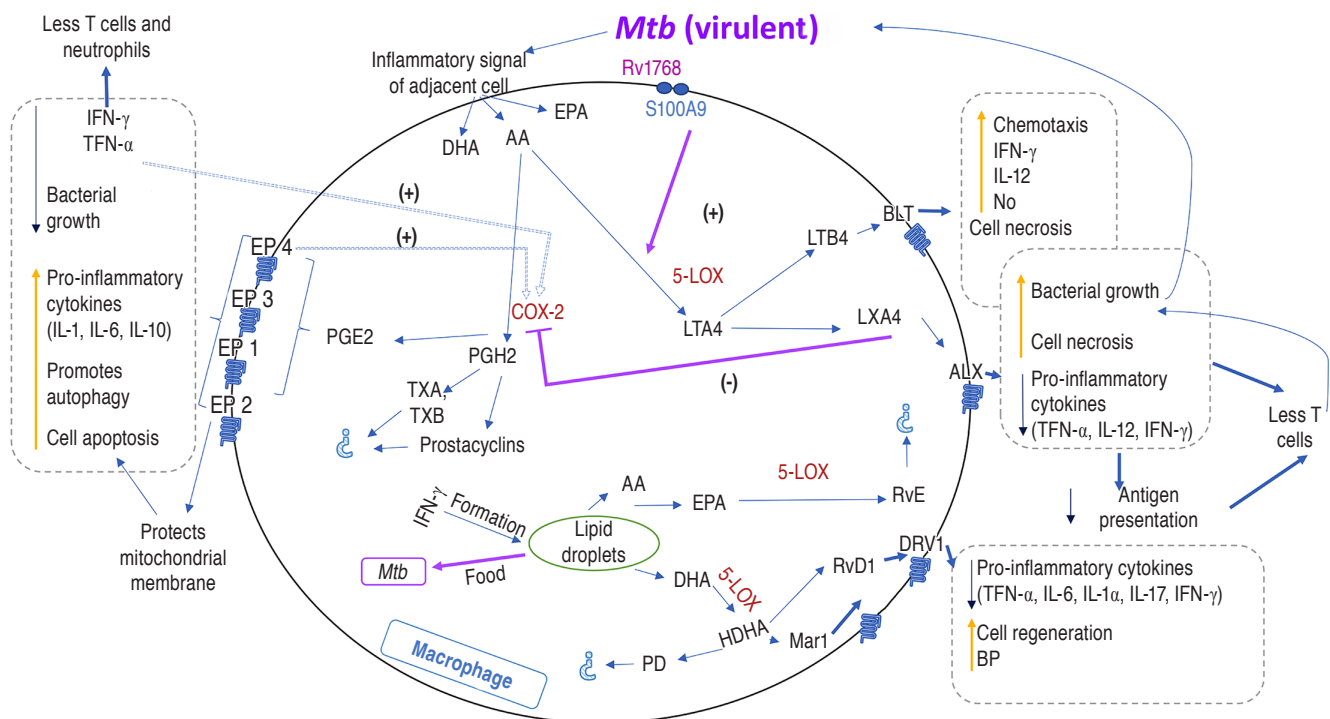 Less T cells and
neutrophils
IFN-γ
TFN-α
Bacterial
growth
Pro-inflammatory
cytokines
(IL-1, IL-6, IL-10)
Promotes
autophagy
Cell apoptosis
Protects
mitochondrial
membrane
Mtb (virulent)
Inflammatory signal
of adjacent cell
Rv1768
S100A9
EPA
DHA
AA
(+)
(+)
(+)
EP 4
EP 3
EP 1
EP 2
COX-2
5-LOX
LTB4
BLT
PGE2
PGH2
LTA4
LXA4
(-)
ALX
TXA,
TXB
Prostacyclins
IFN-γ
Formation
Lipid
droplets
AA
EPA
5-LOX
RvE
Mtb
Food
DHA
5-LOX
HDHA
RvD1
DRV1
Mar1
PD
Macrophage
Chemotaxis
IFN-γ
IL-12
No
Cell necrosis
Bacterial growth
Cell necrosis
Pro-inflammatory
cytokines
(TFN-α, IL-12, IFN-γ)
Less T
cells
Antigen
presentation
Pro-inflammatory cytokines
(TFN-α, IL-6, IL-1α, IL-17, IFN-γ)
Cell regeneration
BP